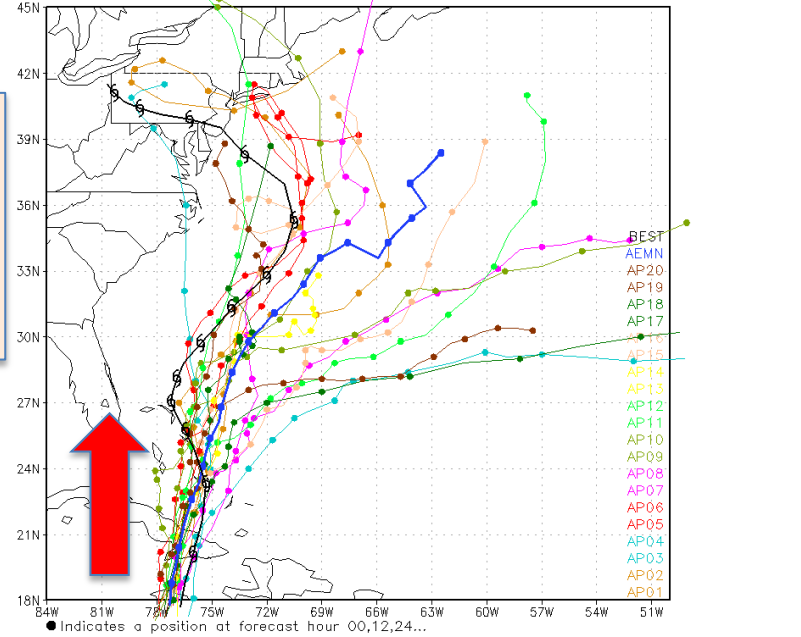 45N
42N
39N
36N
33N
30N
27N
24N
21N
18N
BEST
AEMN
AP20
AP19
AP18
AP17
AP15
AP14
AP13
AP12
AP11
AP10
AP09
AP08
AP07
AP06
AP05
AP04
AP03
AP02
AP01
84W 81W 75W 72W 69W 66W 63W 60W 57W 54W 51W
Indicates a position at forecast hour 00,12,24...